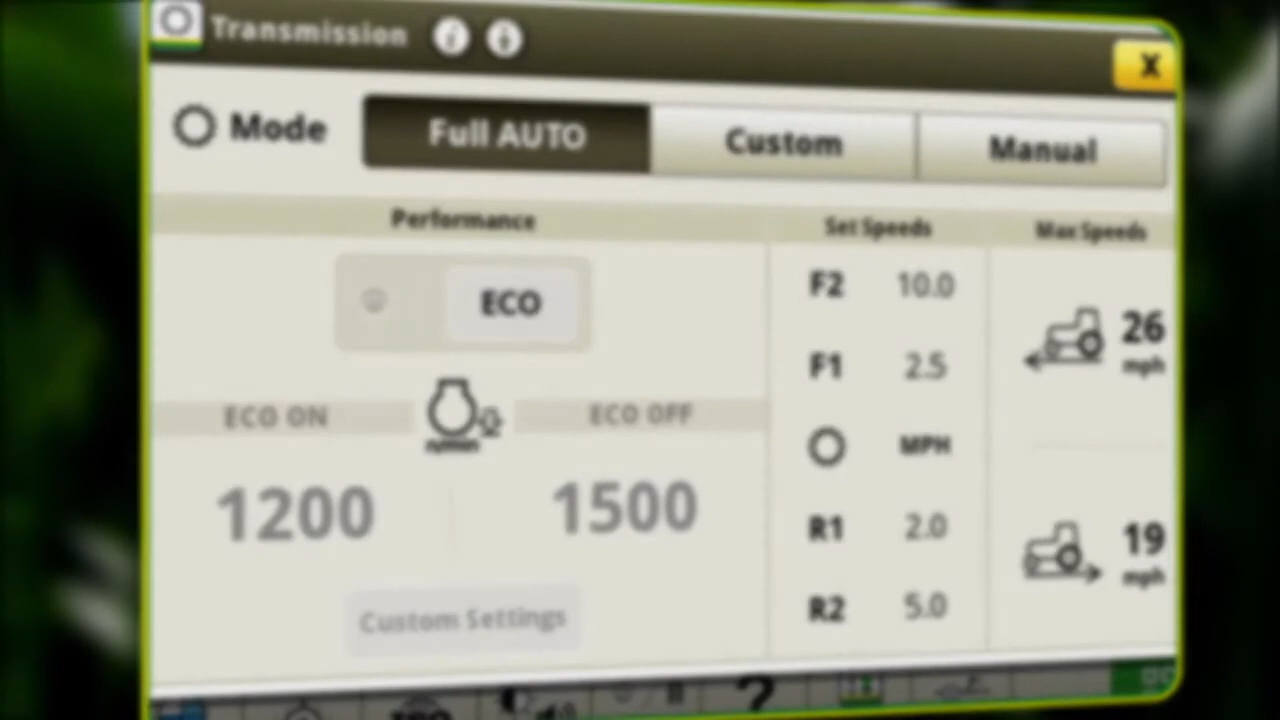 Transmission
X
Mode
Full AUTO
Custom
Manual
Performance
Set Speeds
Max Speeds
ECO
F2 10.0
26
mph
F1 2.5
ECO ON
ECO OFF
MPH
1200
1500
R1 2.0
19
mph
R2 5.0
Custom Settings
?